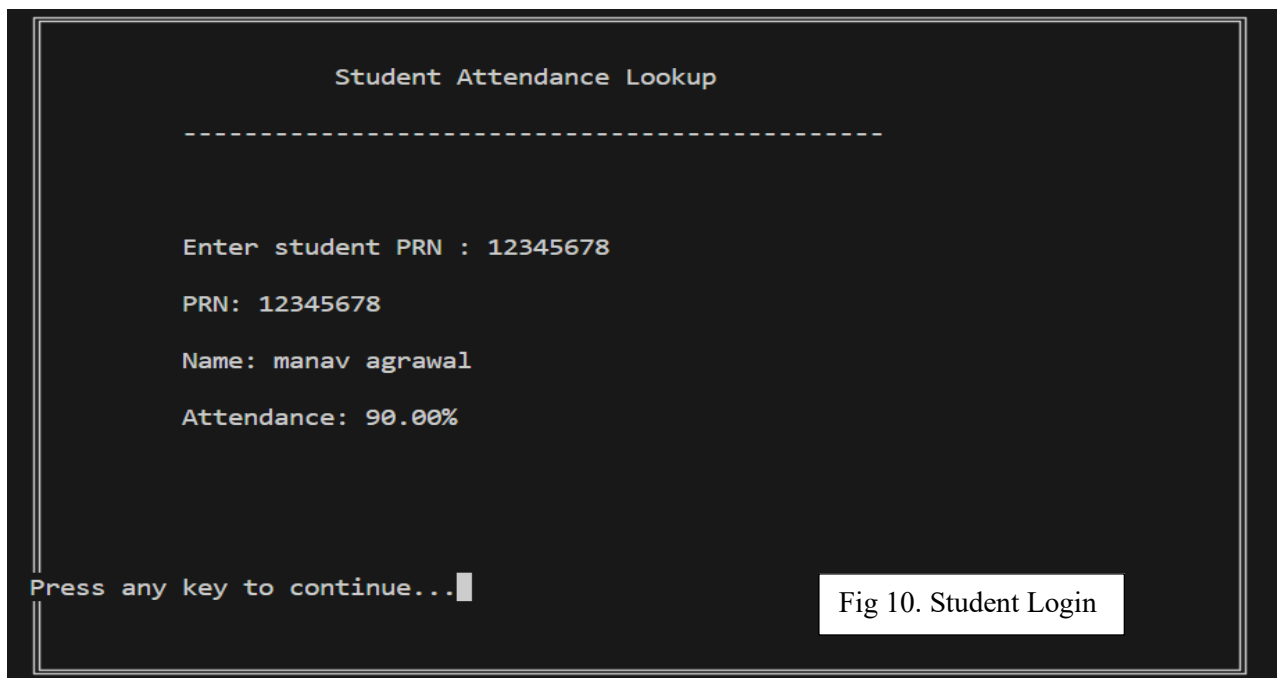 Student Attendance Lookup
----------------------------------------------
Enter student PRN : 12345678
PRN: 12345678
Name: manav agrawal
Attendance: 90.00%
Press any key to continue...
Fig 10. Student Login